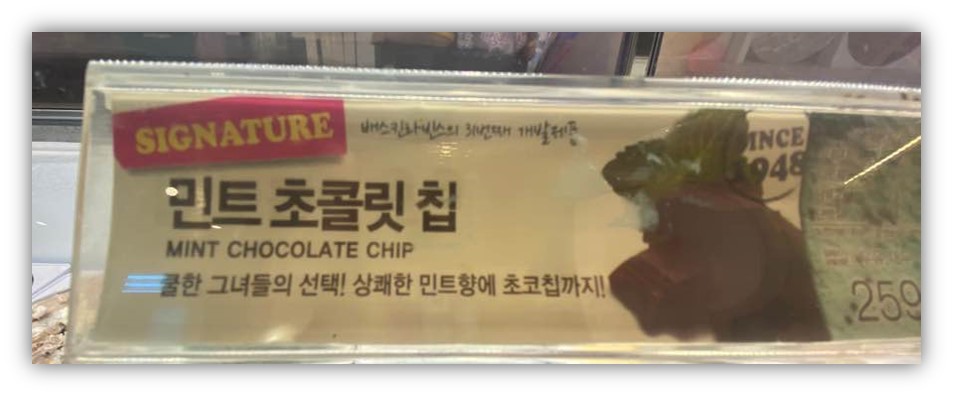 SIGNATURE
배스킨라빈스의 31번째 개발제품
민트 초콜릿 칩
MINT CHOCOLATE CHIP
쿨한 그녀들의 선택! 상쾌한 민트향에 초코칩까지!
SINCE
1948
259